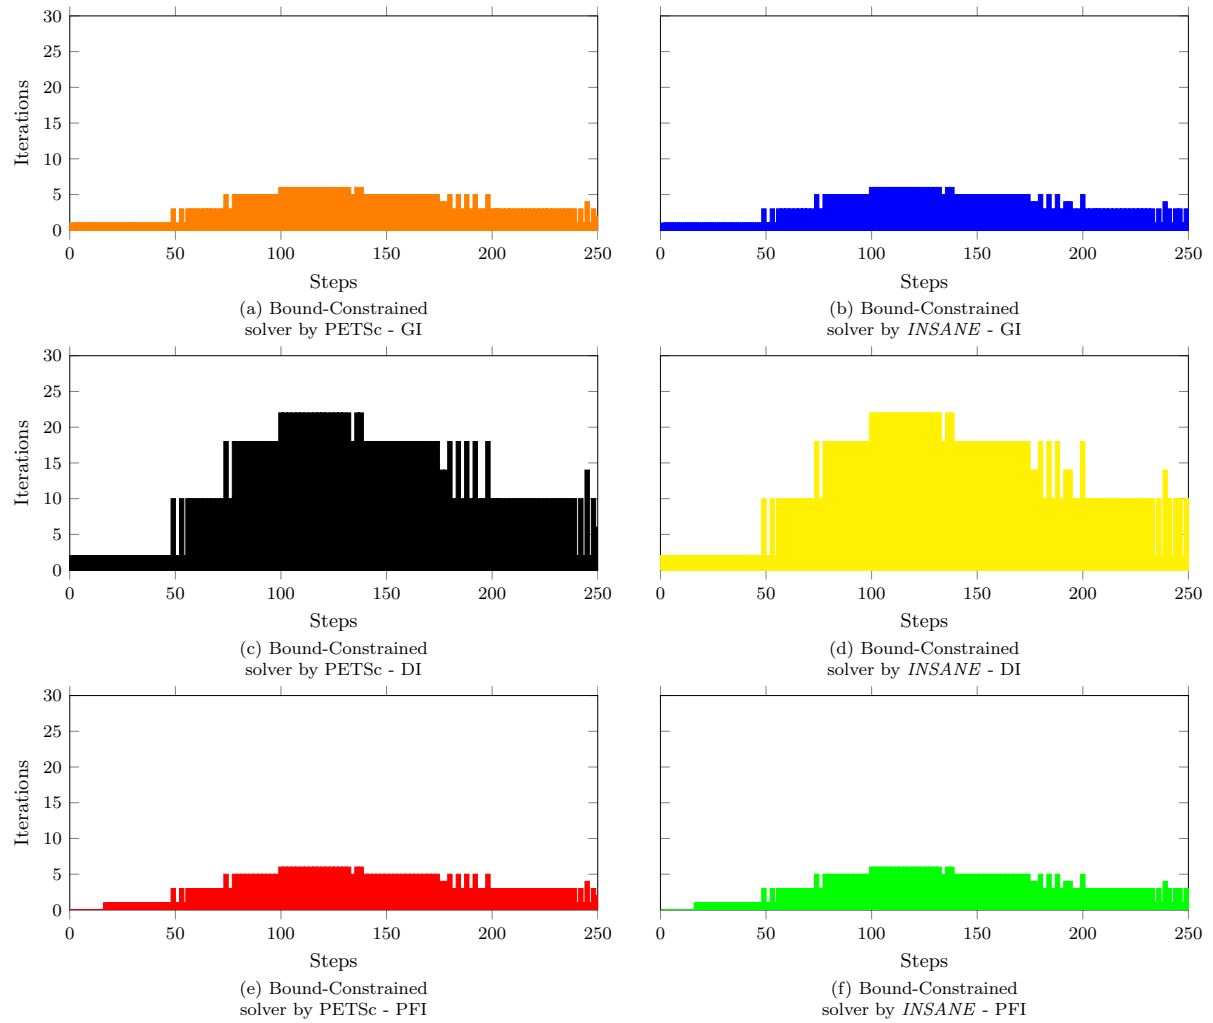 30
25
20
15
10
5
0
Iterations
0 50 100 150 200 250
Steps
(a) Bound-Constrained
solver by PETSc - GI
0 50 100 150 200 250
Steps
(b) Bound-Constrained
solver by INSANE - GI
30
25
20
15
10
5
0
Iterations
0 50 100 150 200 250
Steps
(c) Bound-Constrained
solver by PETSc - DI
0 50 100 150 200 250
Steps
(d) Bound-Constrained
solver by INSANE - DI
30
25
20
15
10
5
0
Iterations
0 50 100 150 200 250
Steps
(e) Bound-Constrained
solver by PETSc - PFI
0 50 100 150 200 250
Steps
(f) Bound-Constrained
solver by INSANE - PFI